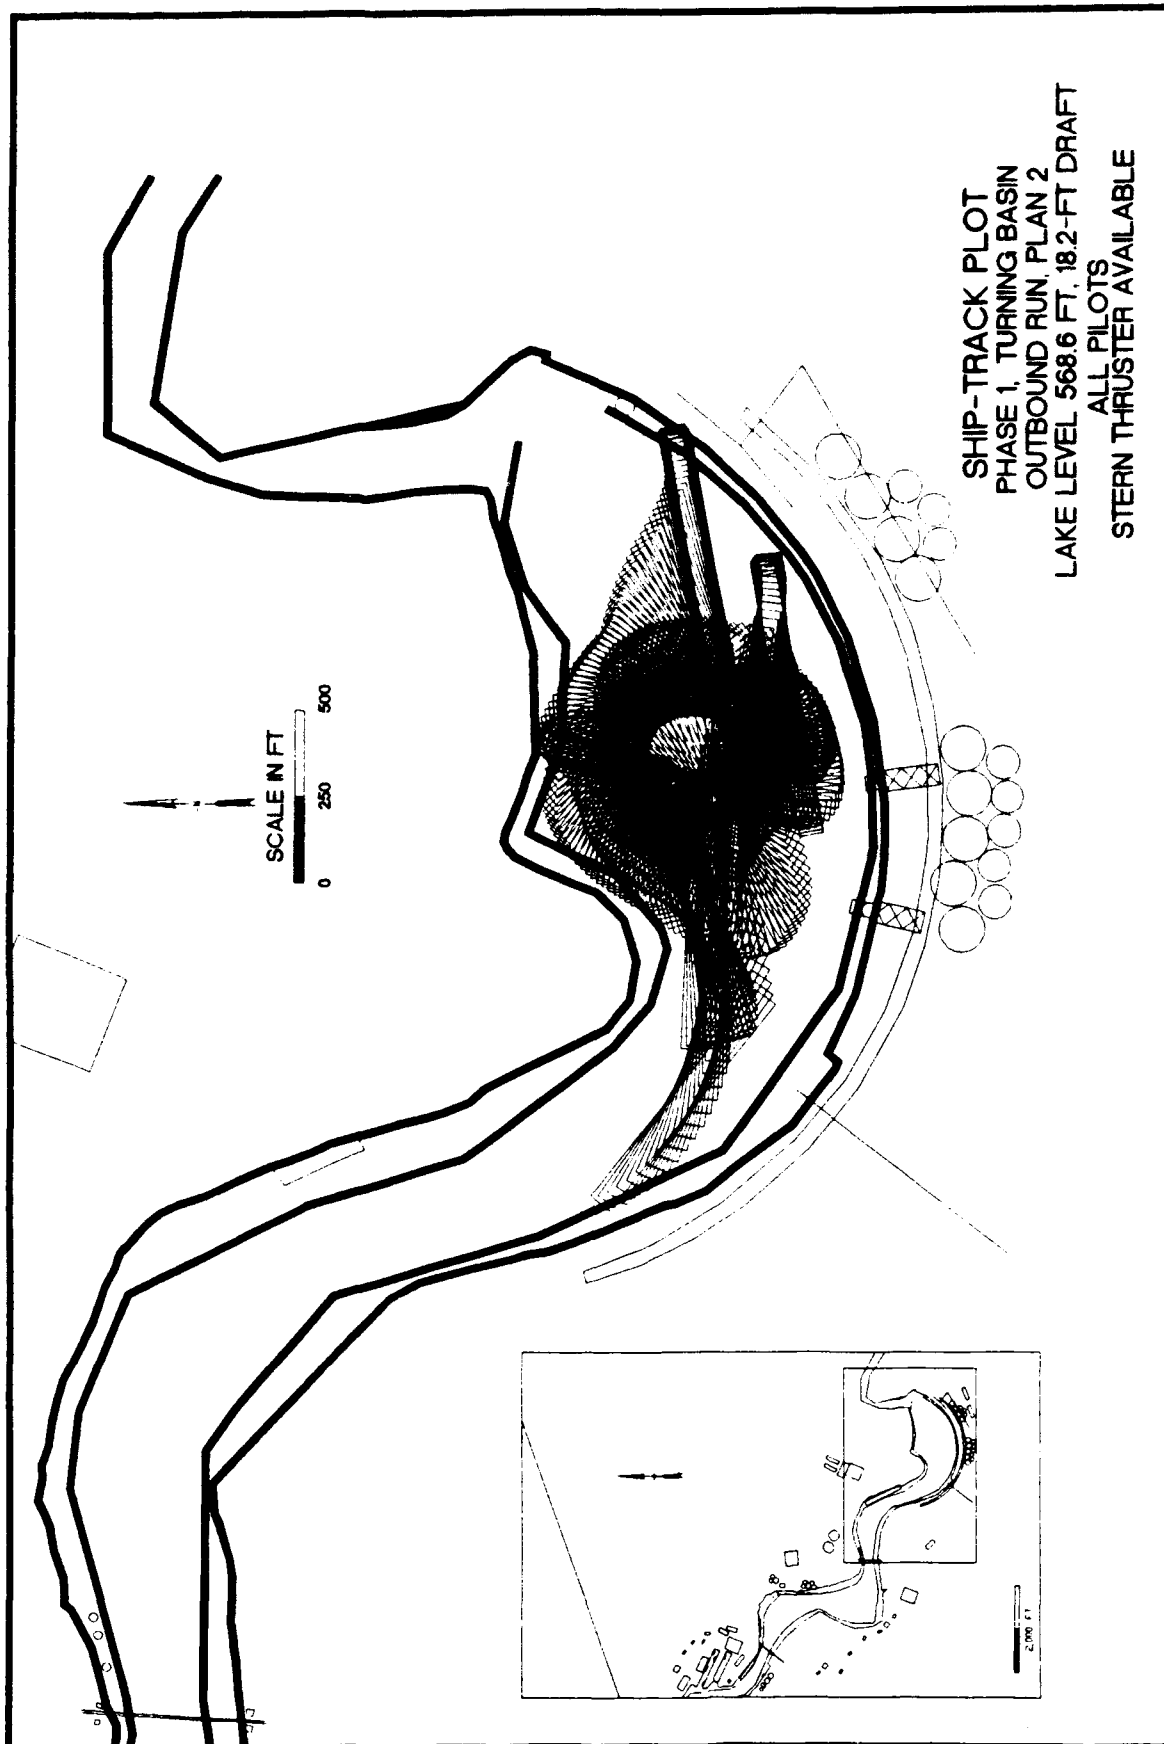 SHIP-TRACK PLOT
PHASE 1, TURNING BASIN
OUTBOUND RUN, PLAN 2
LAKE LEVEL 568.6 FT, 18.2-FT DRAFT
ALL PILOTS
STERN THRUSTER AVAILABLE
SCALE IN FT
0 250 500
2,000 FT